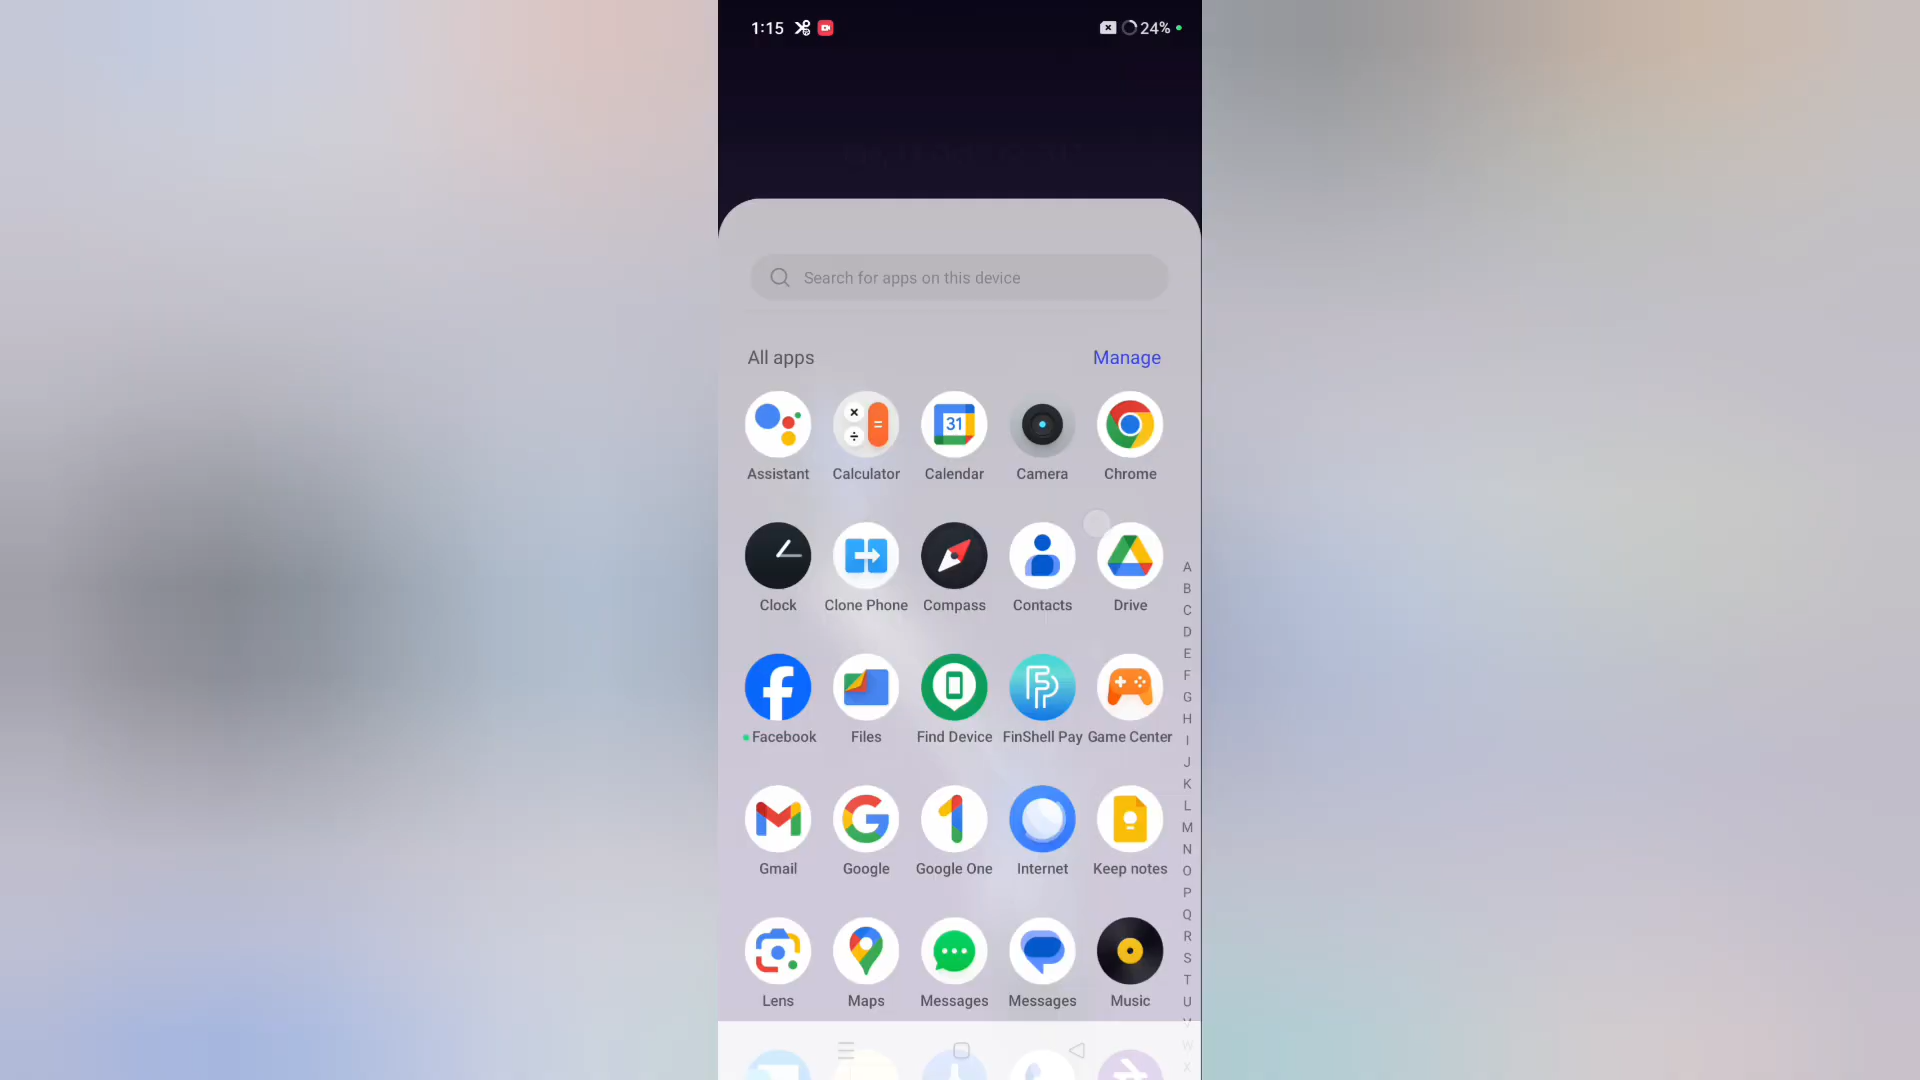 1:15 24%
Search for apps on this device
All apps Manage
31
Assistant Calculator Calendar Camera Chrome
Clock Clone Phone Compass Contacts Drive
Facebook Files Find Device FinShell Pay Game Center
Gmail Google Google One Internet Keep notes
Lens Maps Messages Messages Music
A
B
C
D
E
F
G
H
I
J
K
L
M
N
O
P
Q
R
S
T
U
V
W
X